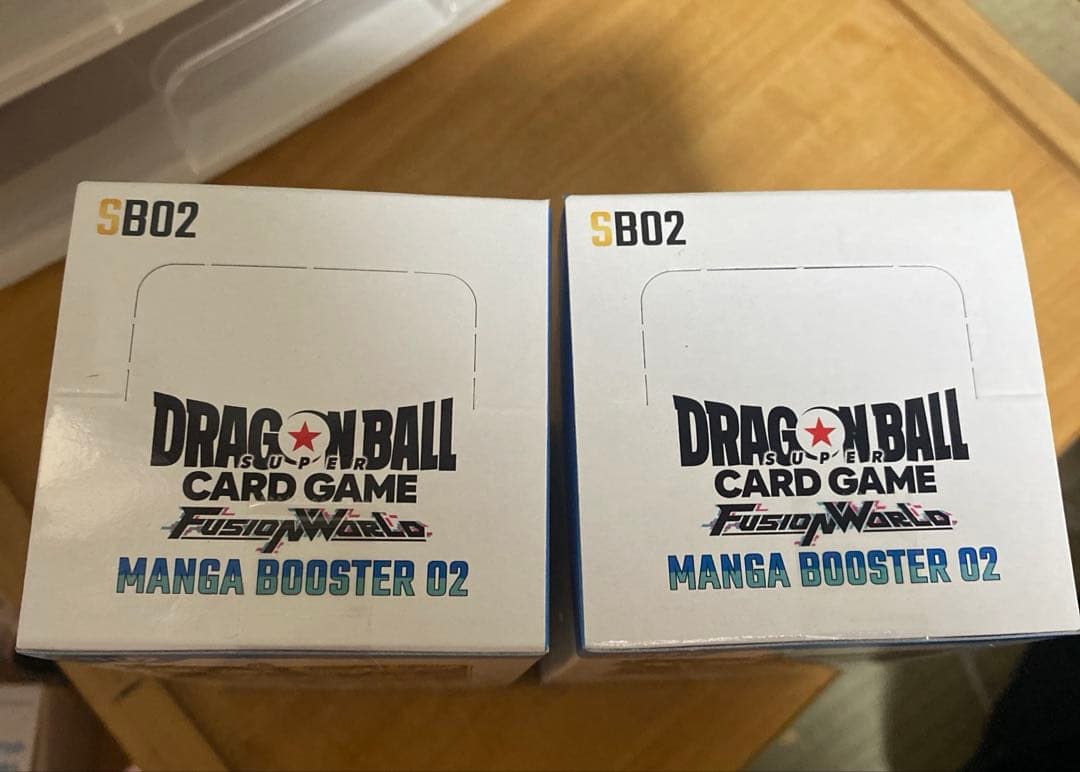 SB02
DRAGON BALL
SUPER
CARD GAME
FUSION WORLD
MANGA BOOSTER 02
SB02
DRAGON BALL
SUPER
CARD GAME
FUSION WORLD
MANGA BOOSTER 02